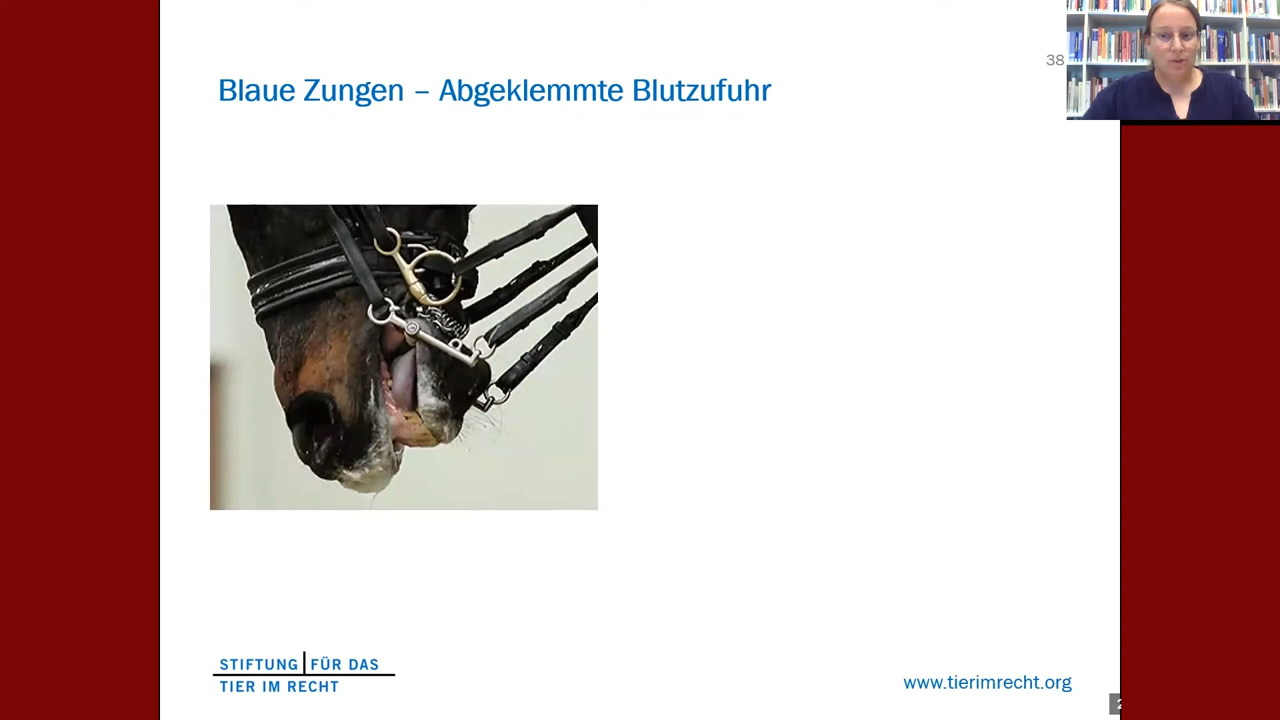 38
Blaue Zungen – Abgeklemmte Blutzufuhr
STIFTUNG FÜR DAS
TIER IM RECHT
www.tierimrecht.org